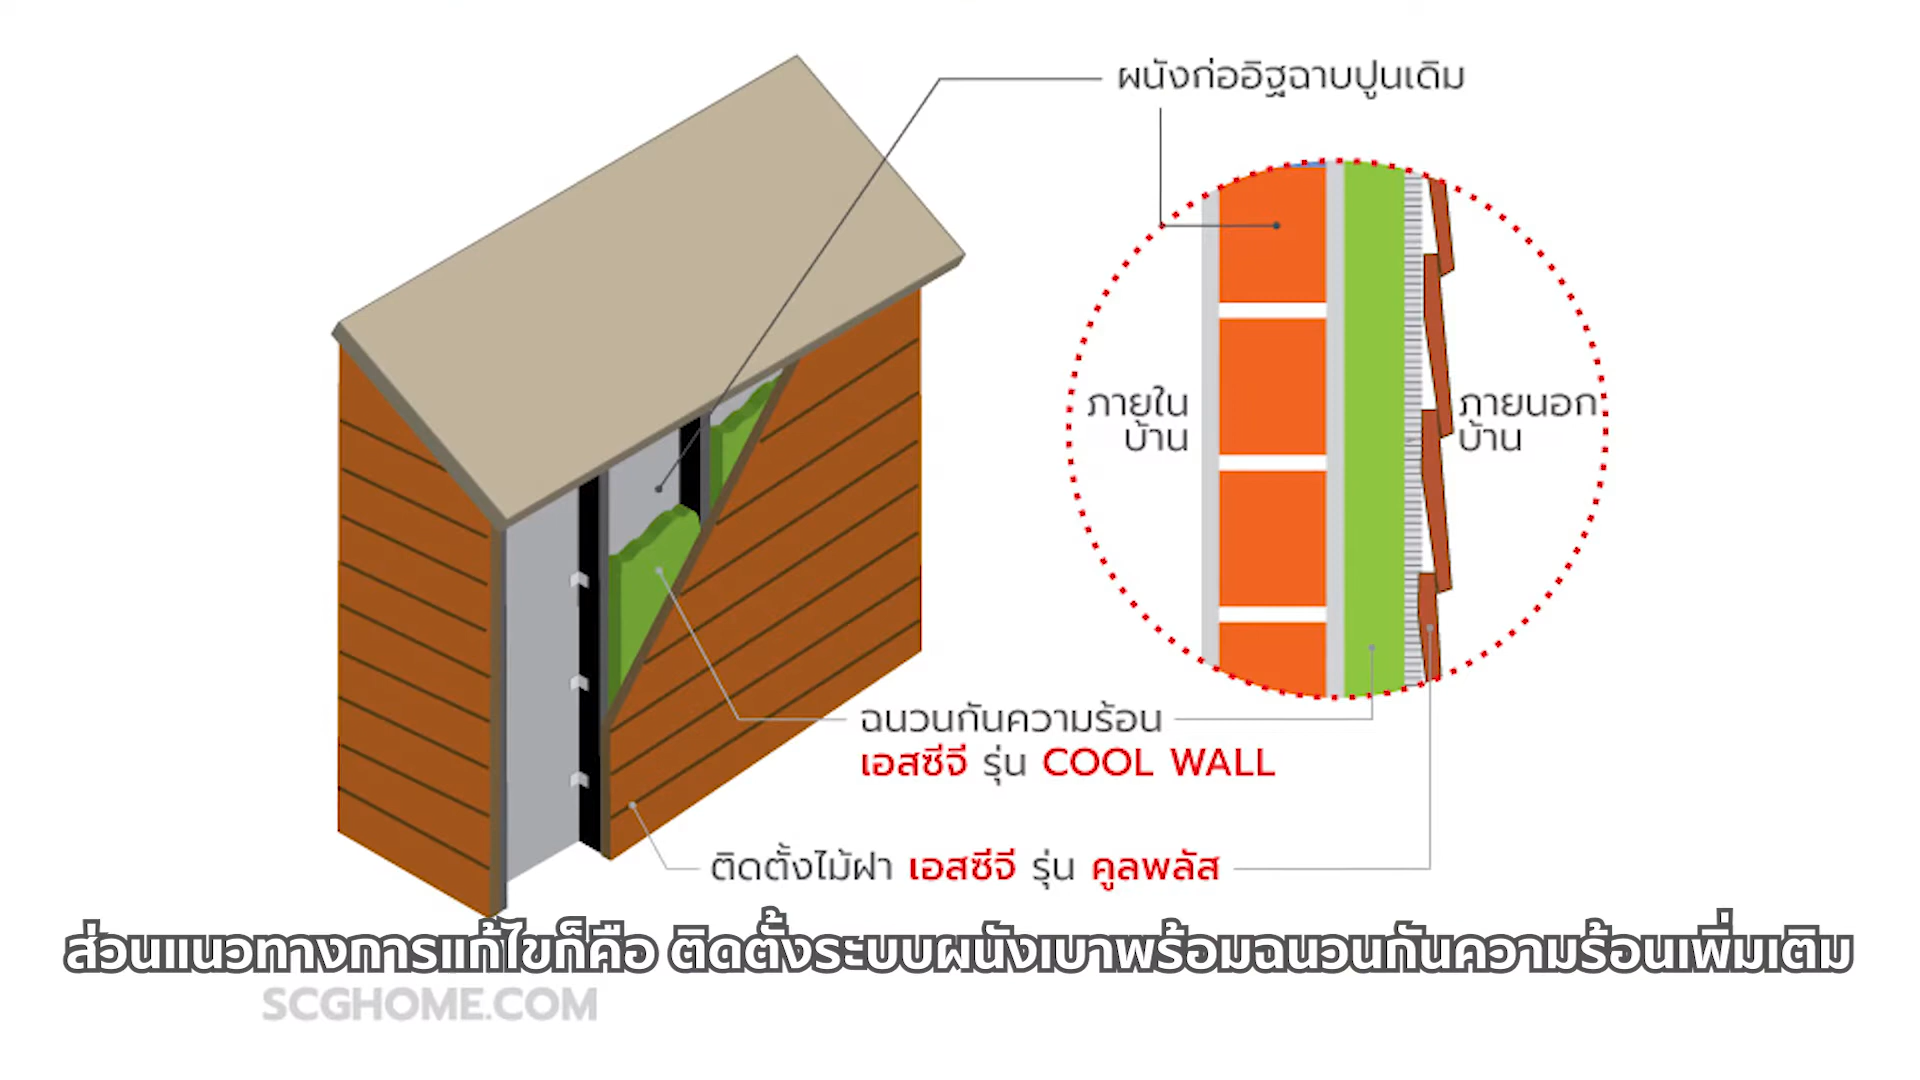 ผนังก่ออิฐฉาบปูนเดิม
ภายใน
บ้าน
ภายนอก
บ้าน
ฉนวนกันความร้อน
เอสซีจี รุ่น COOL WALL
ติดตั้งไม้ฝา เอสซีจี รุ่น คูลพลัส
ส่วนแนวทางการแก้ไขก็คือ ติดตั้งระบบผนังเบาพร้อมฉนวนกันความร้อนเพิ่มเติม
SCGHOME.COM